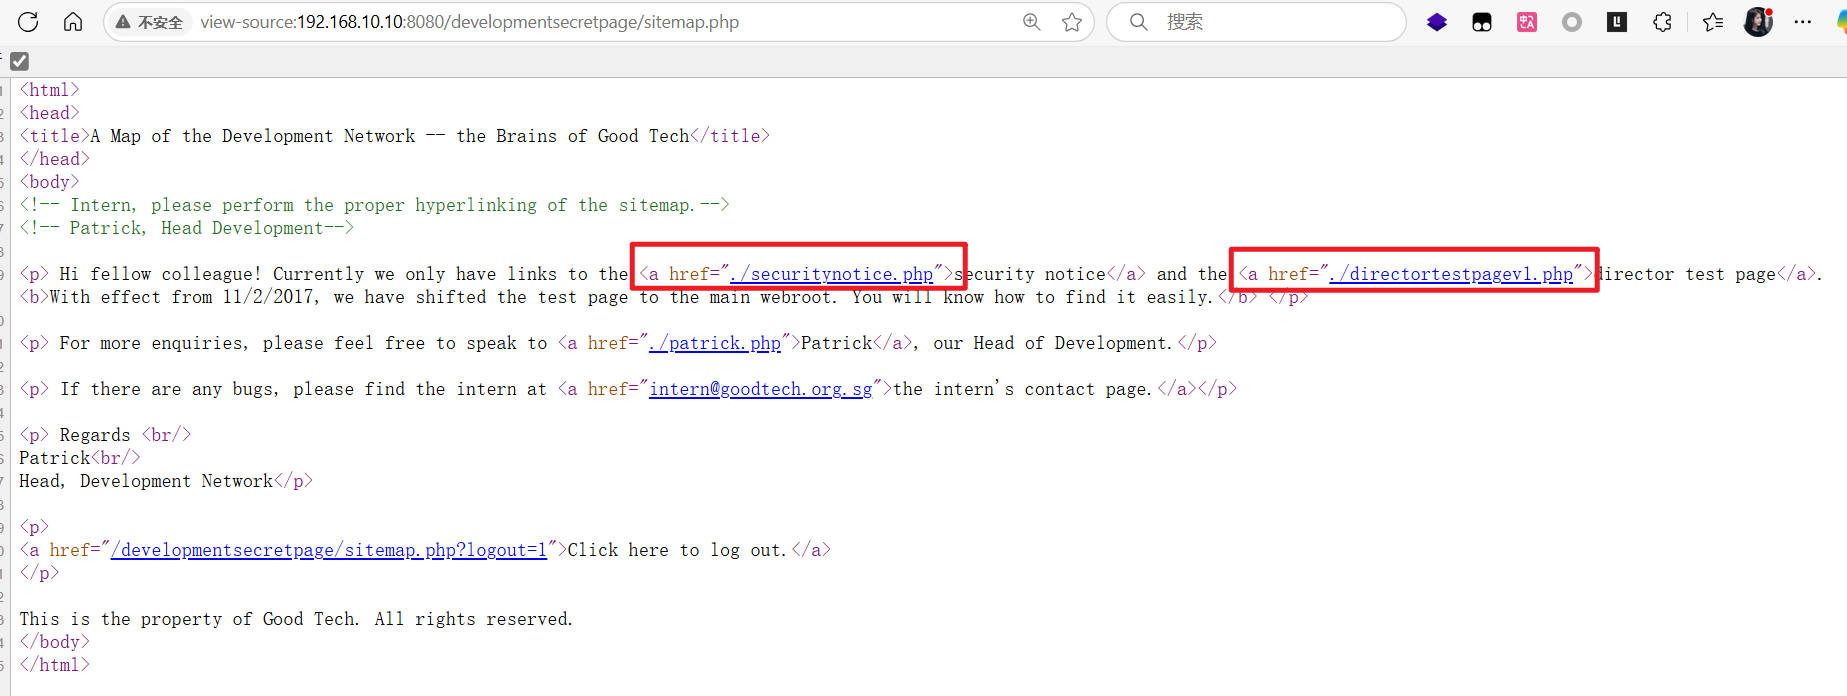 不安全 view-source:192.168.10.10:8080/developmentsecretpage/sitemap.php 搜索
<html>
<head>
<title>A Map of the Development Network -- the Brains of Good Tech</title>
</head>
<body>
<!-- Intern, please perform the proper hyperlinking of the sitemap.-->
<!-- Patrick, Head Development-->
<p> Hi fellow colleague! Currently we only have links to the <a href="./securitynotice.php">security notice</a> and the <a href="./directortestpagev1.php">director test page</a>.
<b>With effect from 11/2/2017, we have shifted the test page to the main webroot. You will know how to find it easily.</b> </p>
<p> For more enquiries, please feel free to speak to <a href="./patrick.php">Patrick</a>, our Head of Development.</p>
<p> If there are any bugs, please find the intern at <a href="intern@goodtech.org.sg">the intern's contact page.</a></p>
<p> Regards <br/>
Patrick<br/>
Head, Development Network</p>
<p>
<a href="/developmentsecretpage/sitemap.php?logout=1">Click here to log out.</a>
</p>
This is the property of Good Tech. All rights reserved.
</body>
</html>